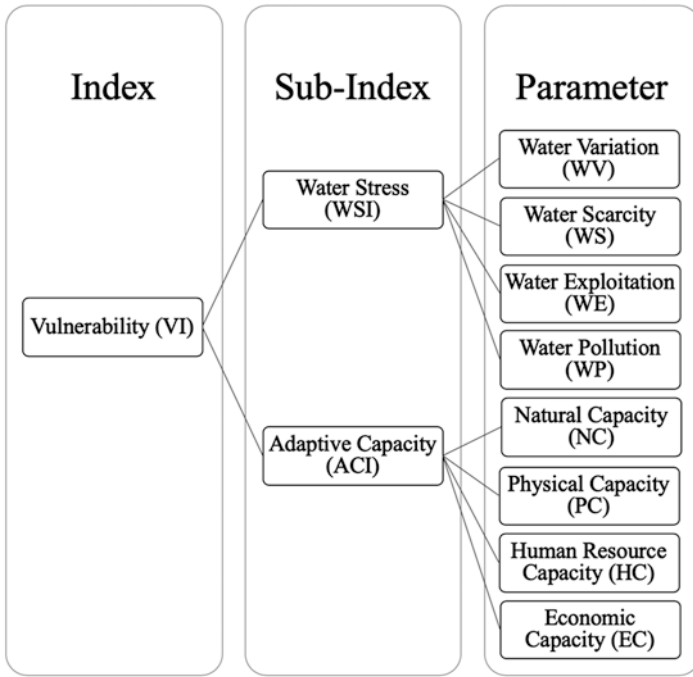 Index
Sub-Index
Parameter
Vulnerability (VI)
Water Stress
(WSI)
Adaptive Capacity
(ACI)
Water Variation
(WV)
Water Scarcity
(WS)
Water Exploitation
(WE)
Water Pollution
(WP)
Natural Capacity
(NC)
Physical Capacity
(PC)
Human Resource
Capacity (HC)
Economic
Capacity (EC)